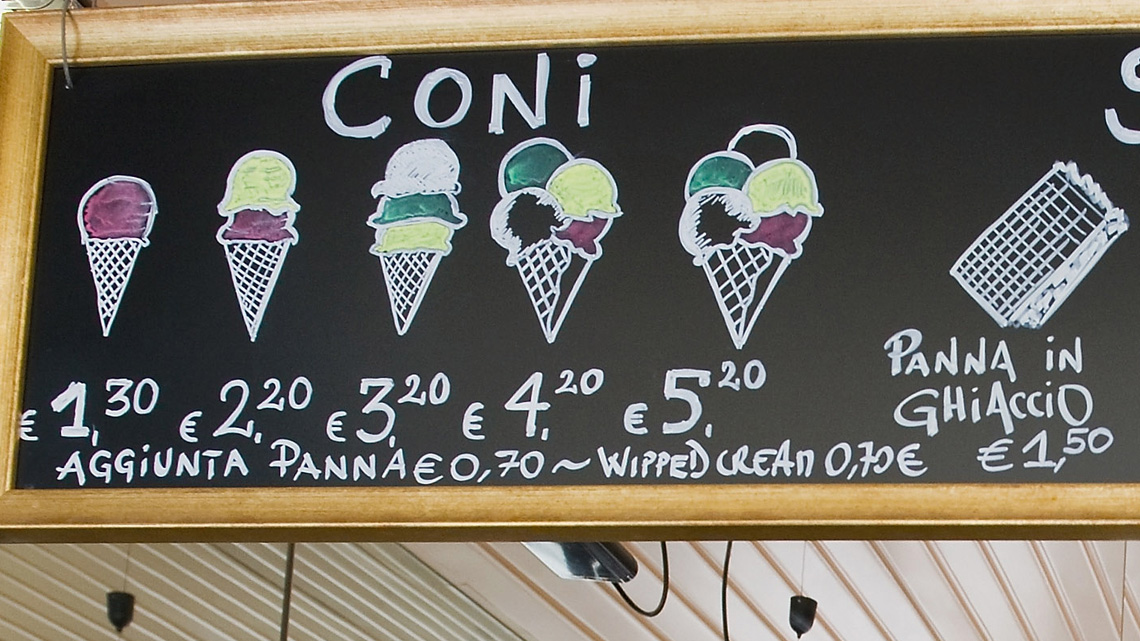 CONi
€ 1,30 € 2,20 € 3,20 € 4,20 € 5,20
AGGiUNTA PANNA € 0,70 ~ WIPPED CREAM 0,70 €
PANNA iN
GHiACCiO
€ 1,50